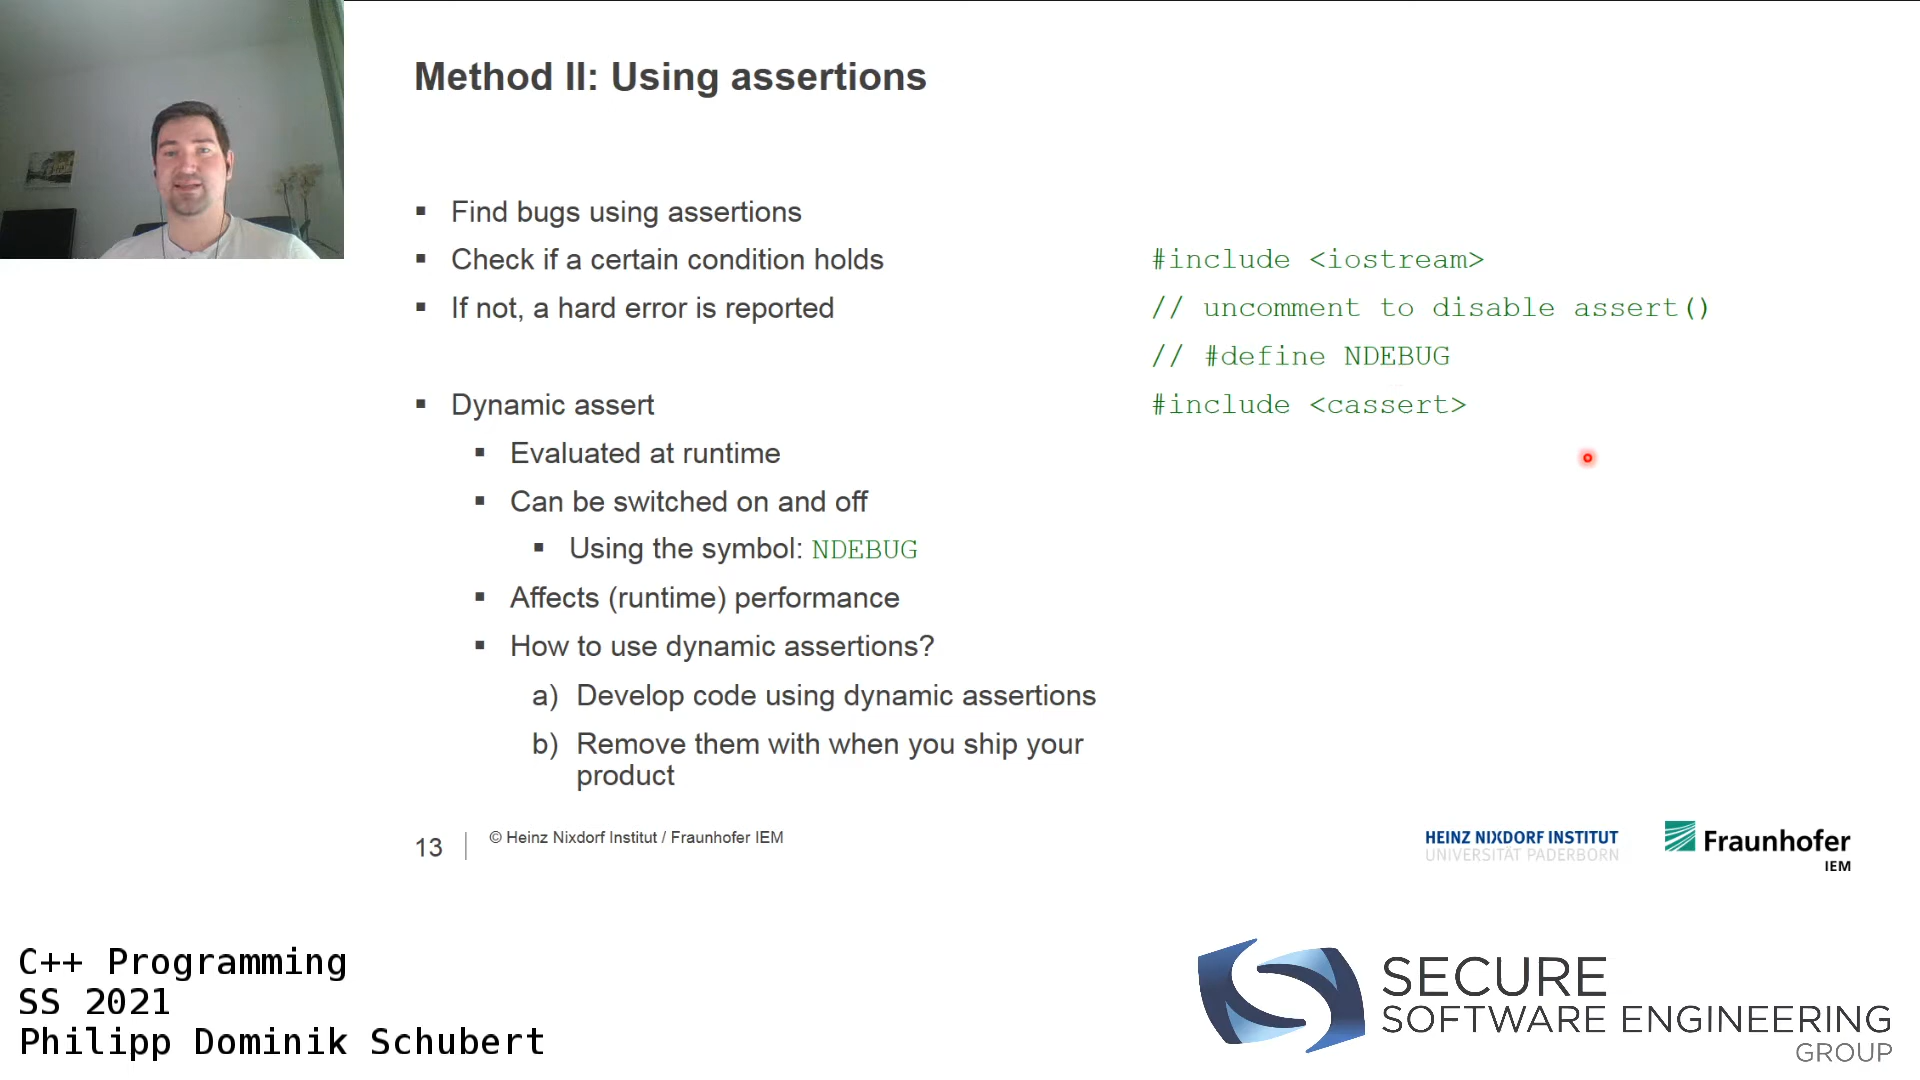 Method II: Using assertions
Find bugs using assertions
Check if a certain condition holds
If not, a hard error is reported
Dynamic assert
Evaluated at runtime
Can be switched on and off
Using the symbol: NDEBUG
Affects (runtime) performance
How to use dynamic assertions?
a) Develop code using dynamic assertions
b) Remove them with when you ship your
product
#include <iostream>
// uncomment to disable assert()
// #define NDEBUG
#include <cassert>
13
© Heinz Nixdorf Institut / Fraunhofer IEM
HEINZ NIXDORF INSTITUT
UNIVERSITÄT PADERBORN
Fraunhofer
IEM
C++ Programming
SS 2021
Philipp Dominik Schubert
SECURE
SOFTWARE ENGINEERING
GROUP